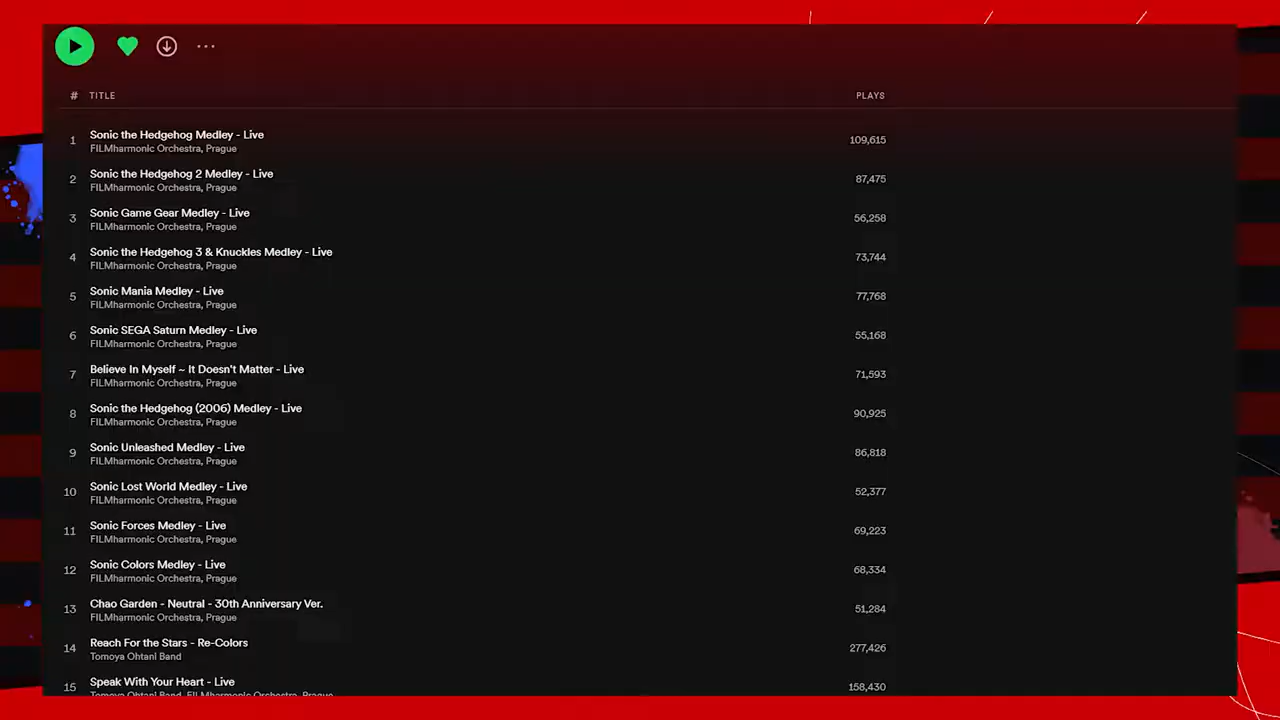 # TITLE PLAYS
1 Sonic the Hedgehog Medley - Live 109,615
FILMharmonic Orchestra, Prague
2 Sonic the Hedgehog 2 Medley - Live 87,475
FILMharmonic Orchestra, Prague
3 Sonic Game Gear Medley - Live 56,258
FILMharmonic Orchestra, Prague
4 Sonic the Hedgehog 3 & Knuckles Medley - Live 73,744
FILMharmonic Orchestra, Prague
5 Sonic Mania Medley - Live 77,768
FILMharmonic Orchestra, Prague
6 Sonic SEGA Saturn Medley - Live 55,168
FILMharmonic Orchestra, Prague
7 Believe In Myself ~ It Doesn't Matter - Live 71,593
FILMharmonic Orchestra, Prague
8 Sonic the Hedgehog (2006) Medley - Live 90,925
FILMharmonic Orchestra, Prague
9 Sonic Unleashed Medley - Live 86,818
FILMharmonic Orchestra, Prague
10 Sonic Lost World Medley - Live 52,377
FILMharmonic Orchestra, Prague
11 Sonic Forces Medley - Live 69,223
FILMharmonic Orchestra, Prague
12 Sonic Colors Medley - Live 68,334
FILMharmonic Orchestra, Prague
13 Chao Garden - Neutral - 30th Anniversary Ver. 51,284
FILMharmonic Orchestra, Prague
14 Reach For the Stars - Re-Colors 277,426
Tomoya Ohtani Band
15 Speak With Your Heart - Live 158,430
Tomoya Ohtani Band, FILMharmonic Orchestra, Prague